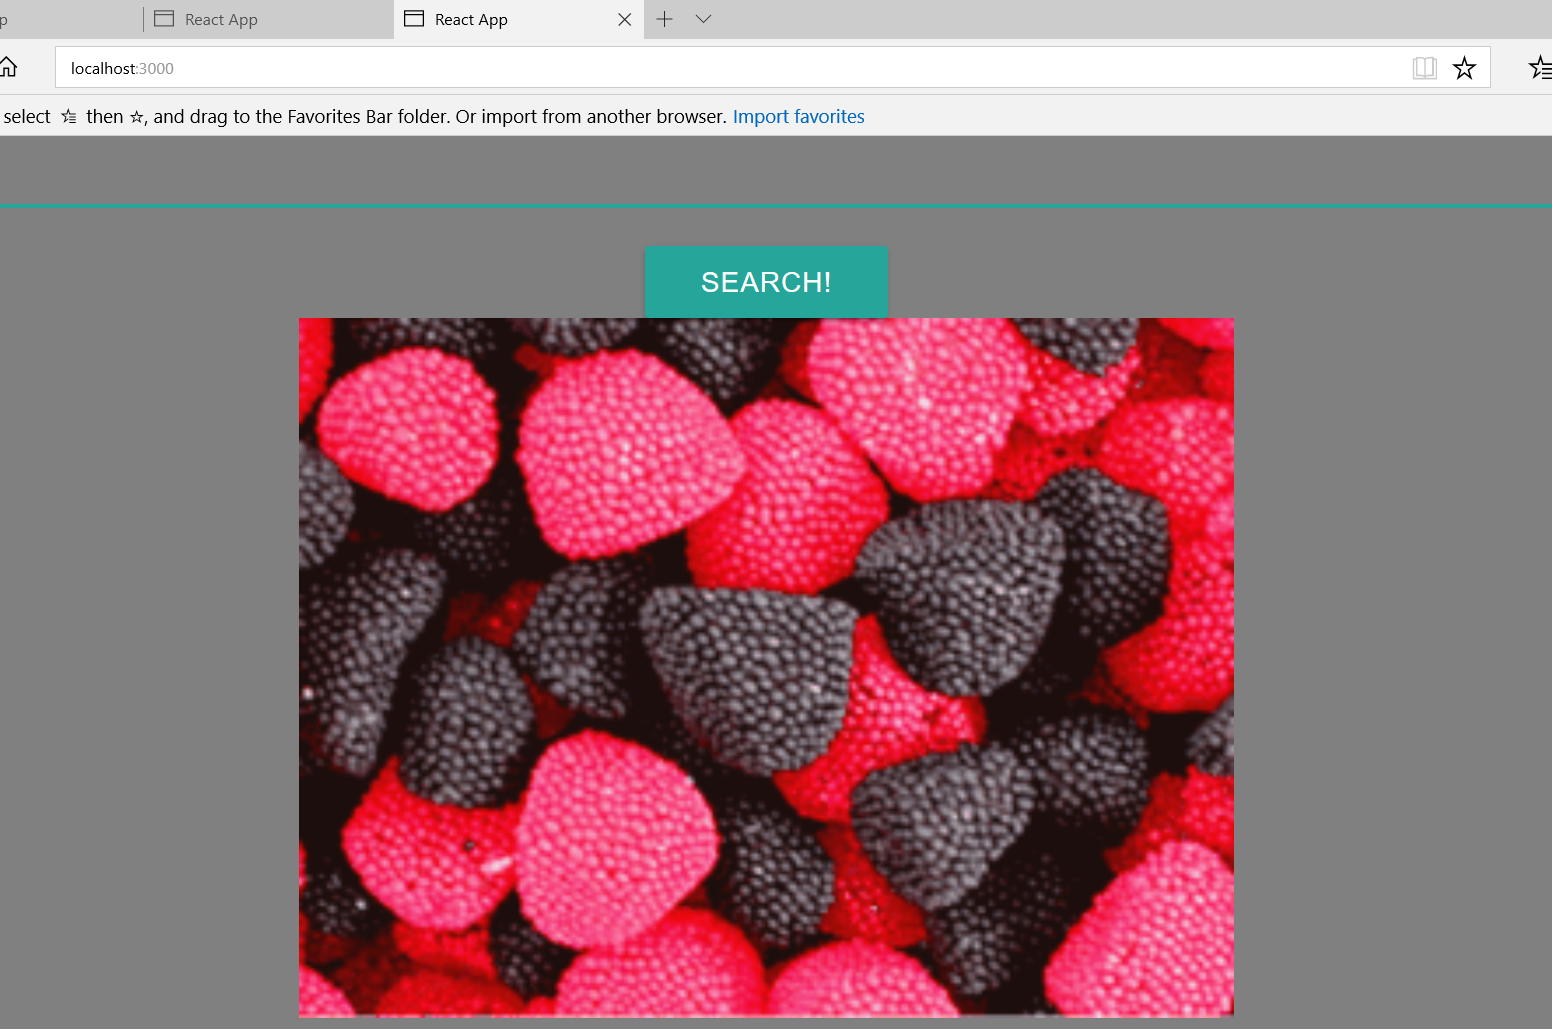 p
React App
React App
localhost:3000
select then , and drag to the Favorites Bar folder. Or import from another browser. Import favorites
SEARCH!